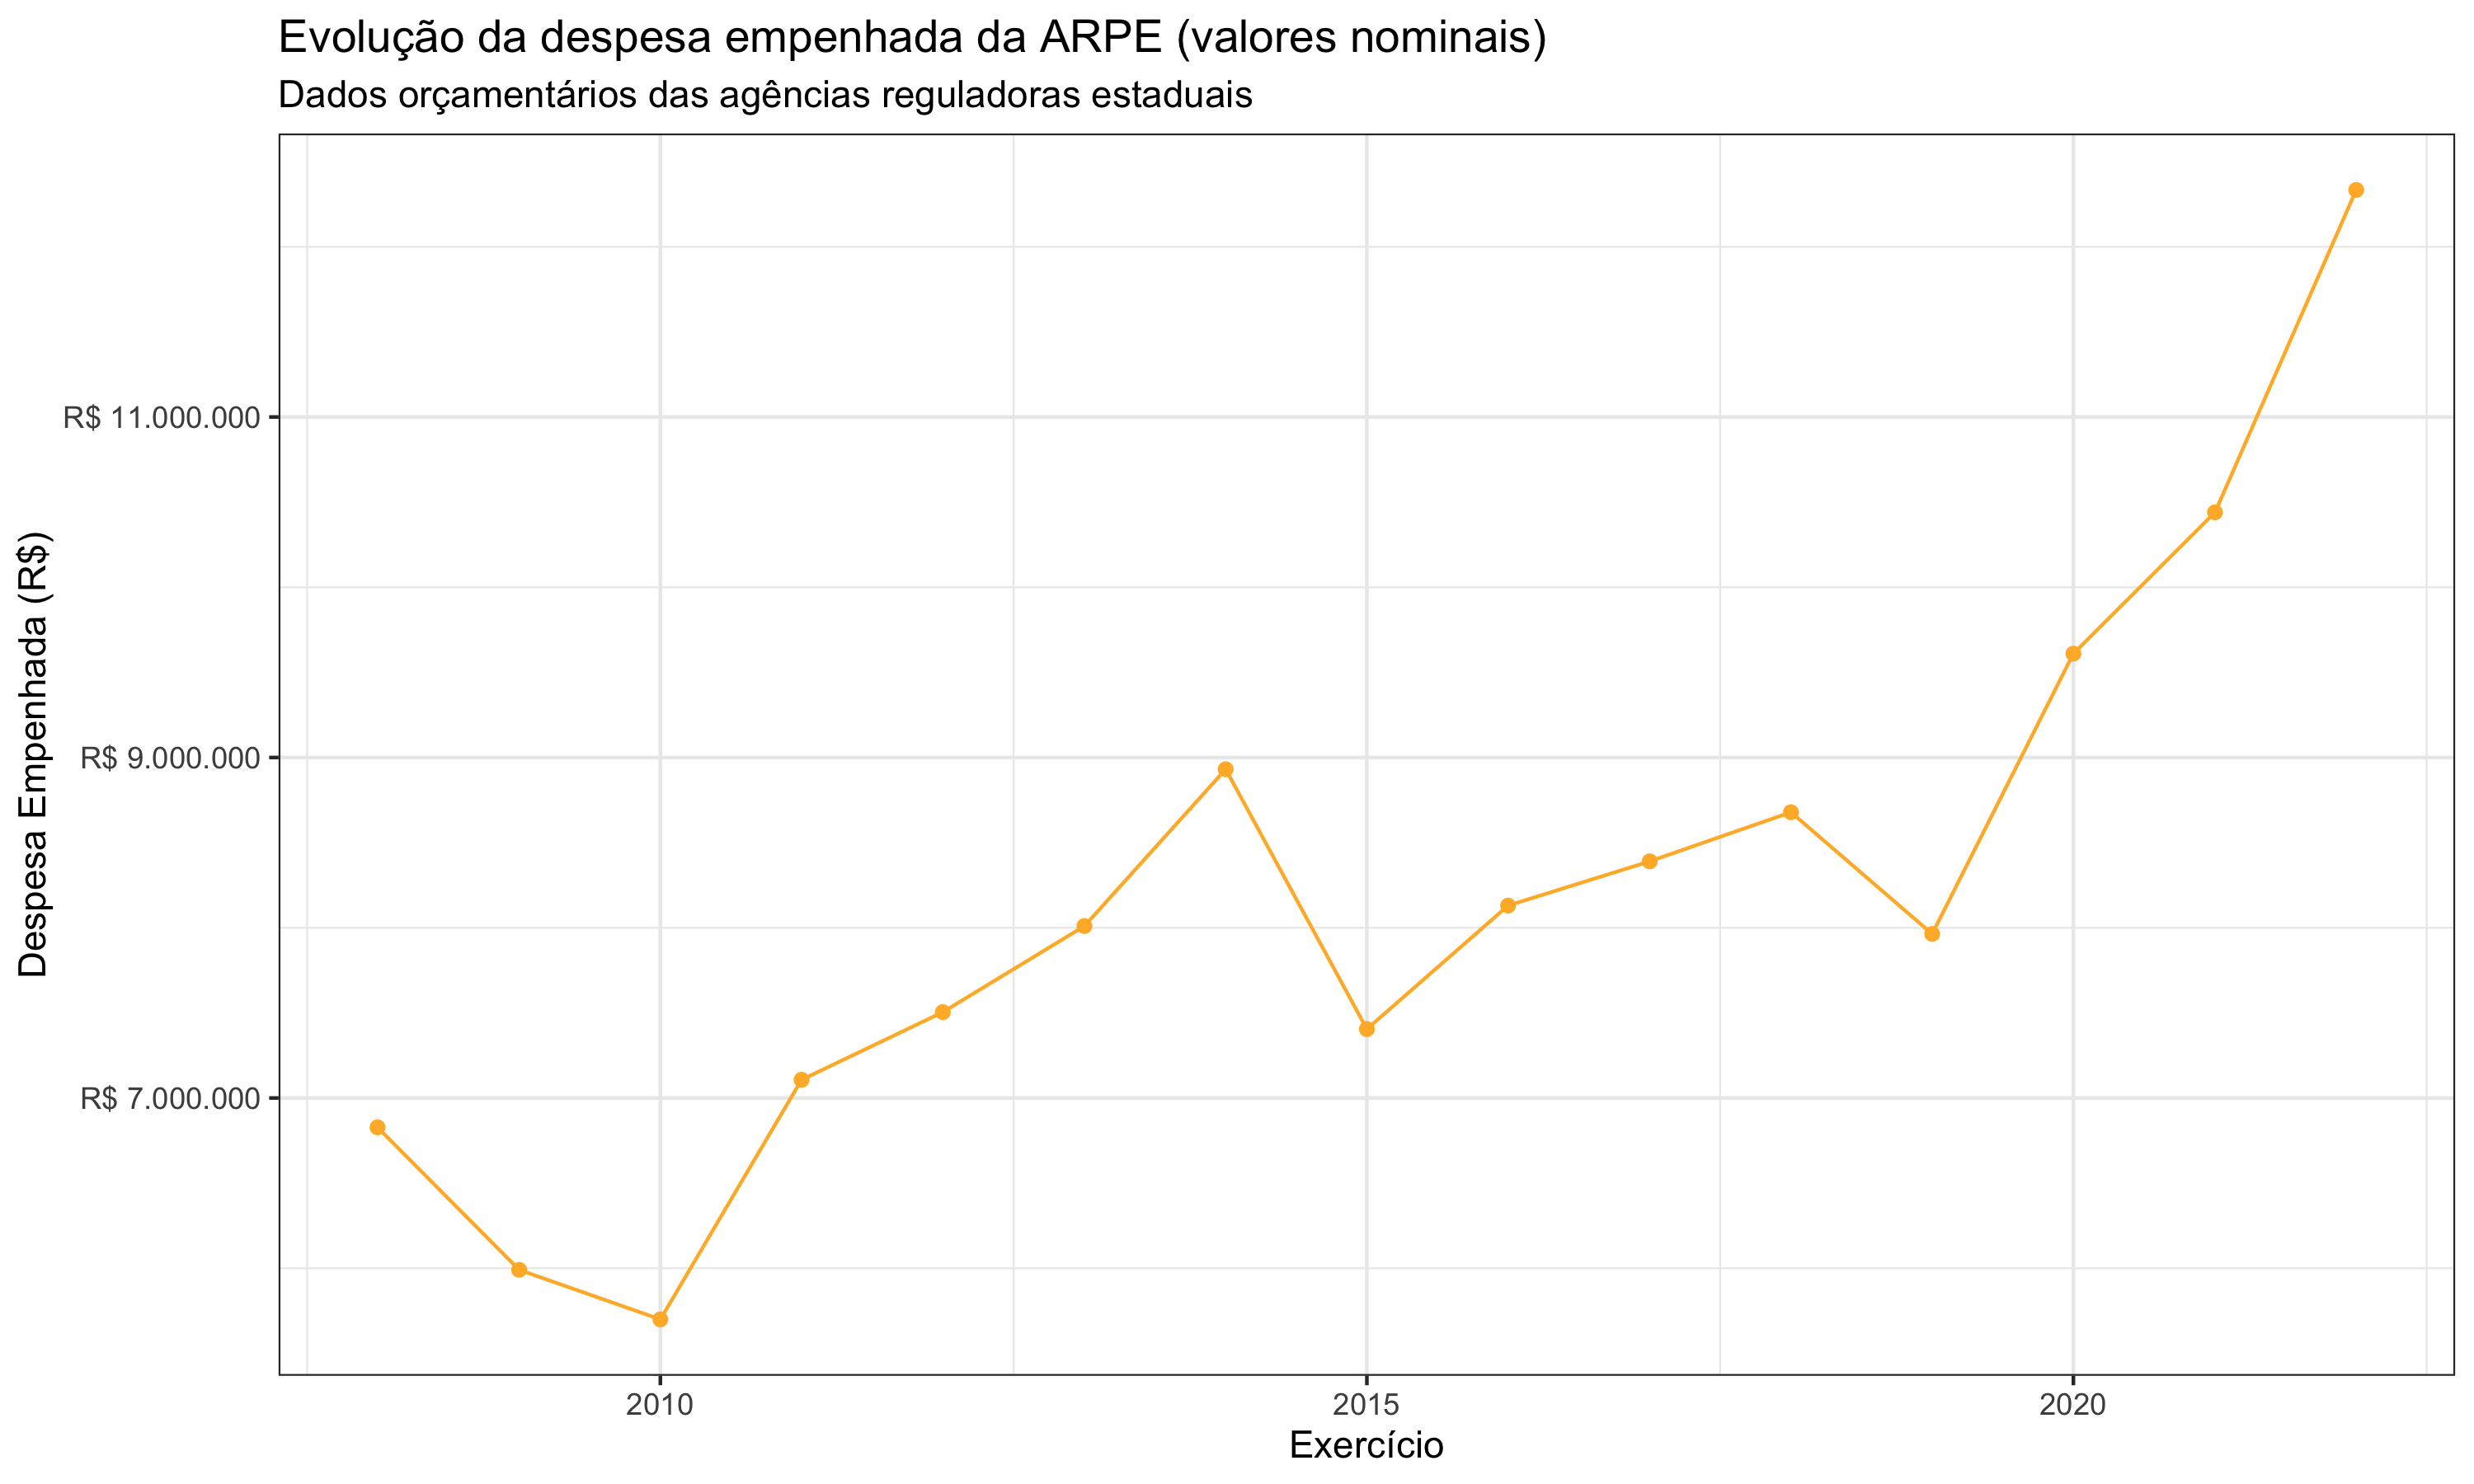 Evolução da despesa empenhada da ARPE (valores nominais)
Dados orçamentários das agências reguladoras estaduais
Despesa Empenhada (R$)
R$ 11.000.000
R$ 9.000.000
R$ 7.000.000
2010
2015
2020
Exercício